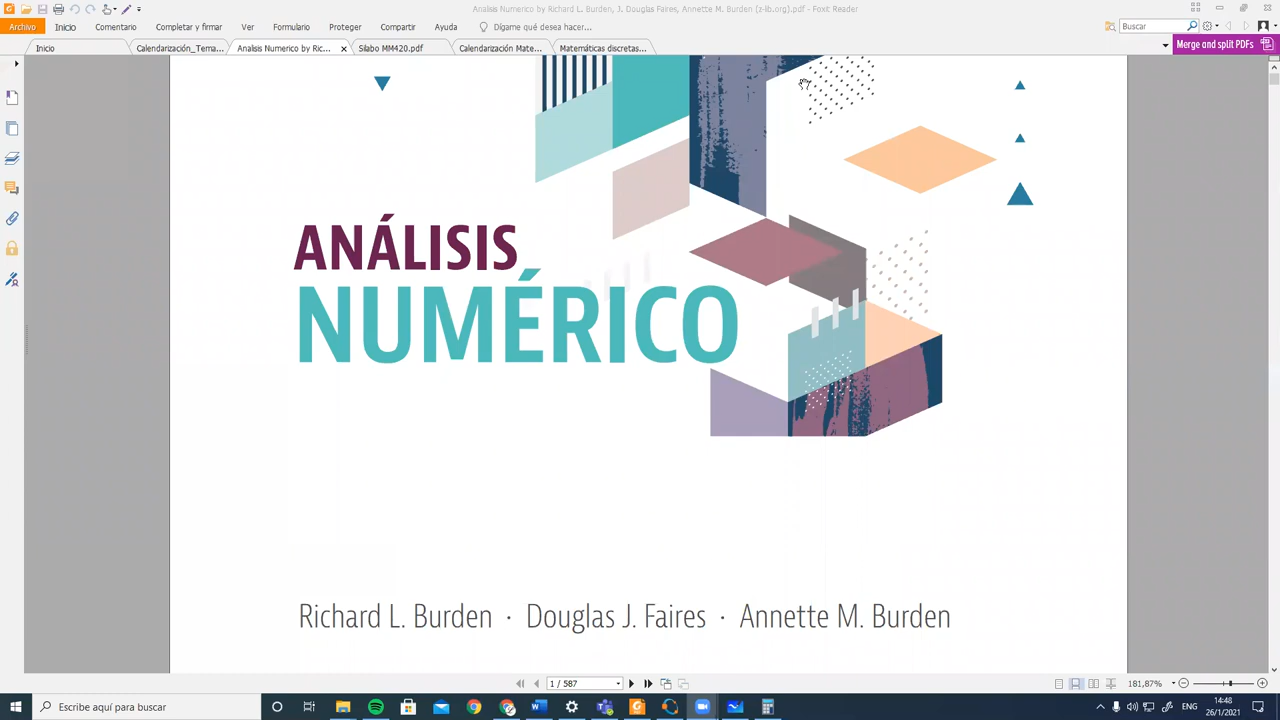 Analisis Numerico by Richard L. Burden, J. Douglas Faires, Annette M. Burden (z-lib.org).pdf - Foxit Reader
Archivo Inicio Comentario Completar y firmar Ver Formulario Proteger Compartir Ayuda Dígame qué desea hacer... Buscar
Inicio Calendarización_Tema... Analisis Numerico by Ric... Sílabo MM420.pdf Calendarización Mate... Matemáticas discretas... Merge and split PDFs
ANÁLISIS
NUMÉRICO
Richard L. Burden · Douglas J. Faires · Annette M. Burden
1 / 587 181,87%
Escribe aquí para buscar
14:48
26/1/2021